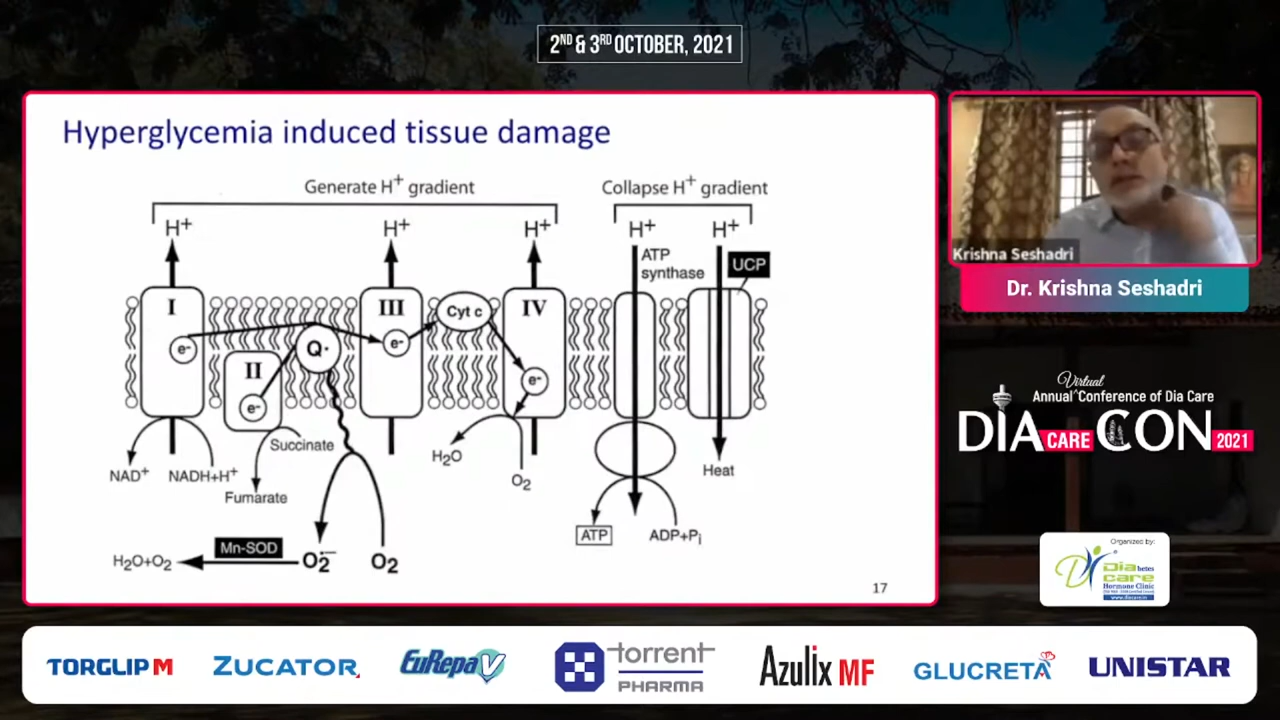 2ND & 3RD OCTOBER, 2021
Hyperglycemia induced tissue damage
Generate H+ gradient
Collapse H+ gradient
H+
H+
H+
H+
H+
ATP
synthase
UCP
I
III
Cyt c
IV
e-
Q·
e-
II
e-
e-
Succinate
NAD+
NADH+H+
Fumarate
H2O
O2
Heat
ATP
ADP+Pi
Mn-SOD
H2O+O2
O2·−
O2
17
Krishna Seshadri
Dr. Krishna Seshadri
Virtual
Annual^Conference of Dia Care
DIA CARE CON 2021
Organized by:
Diabetes
care
Hormone Clinic
TORGLIP M
ZUCATOR
EuRepa V
torrent
PHARMA
Azulix MF
GLUCRETA
UNISTAR